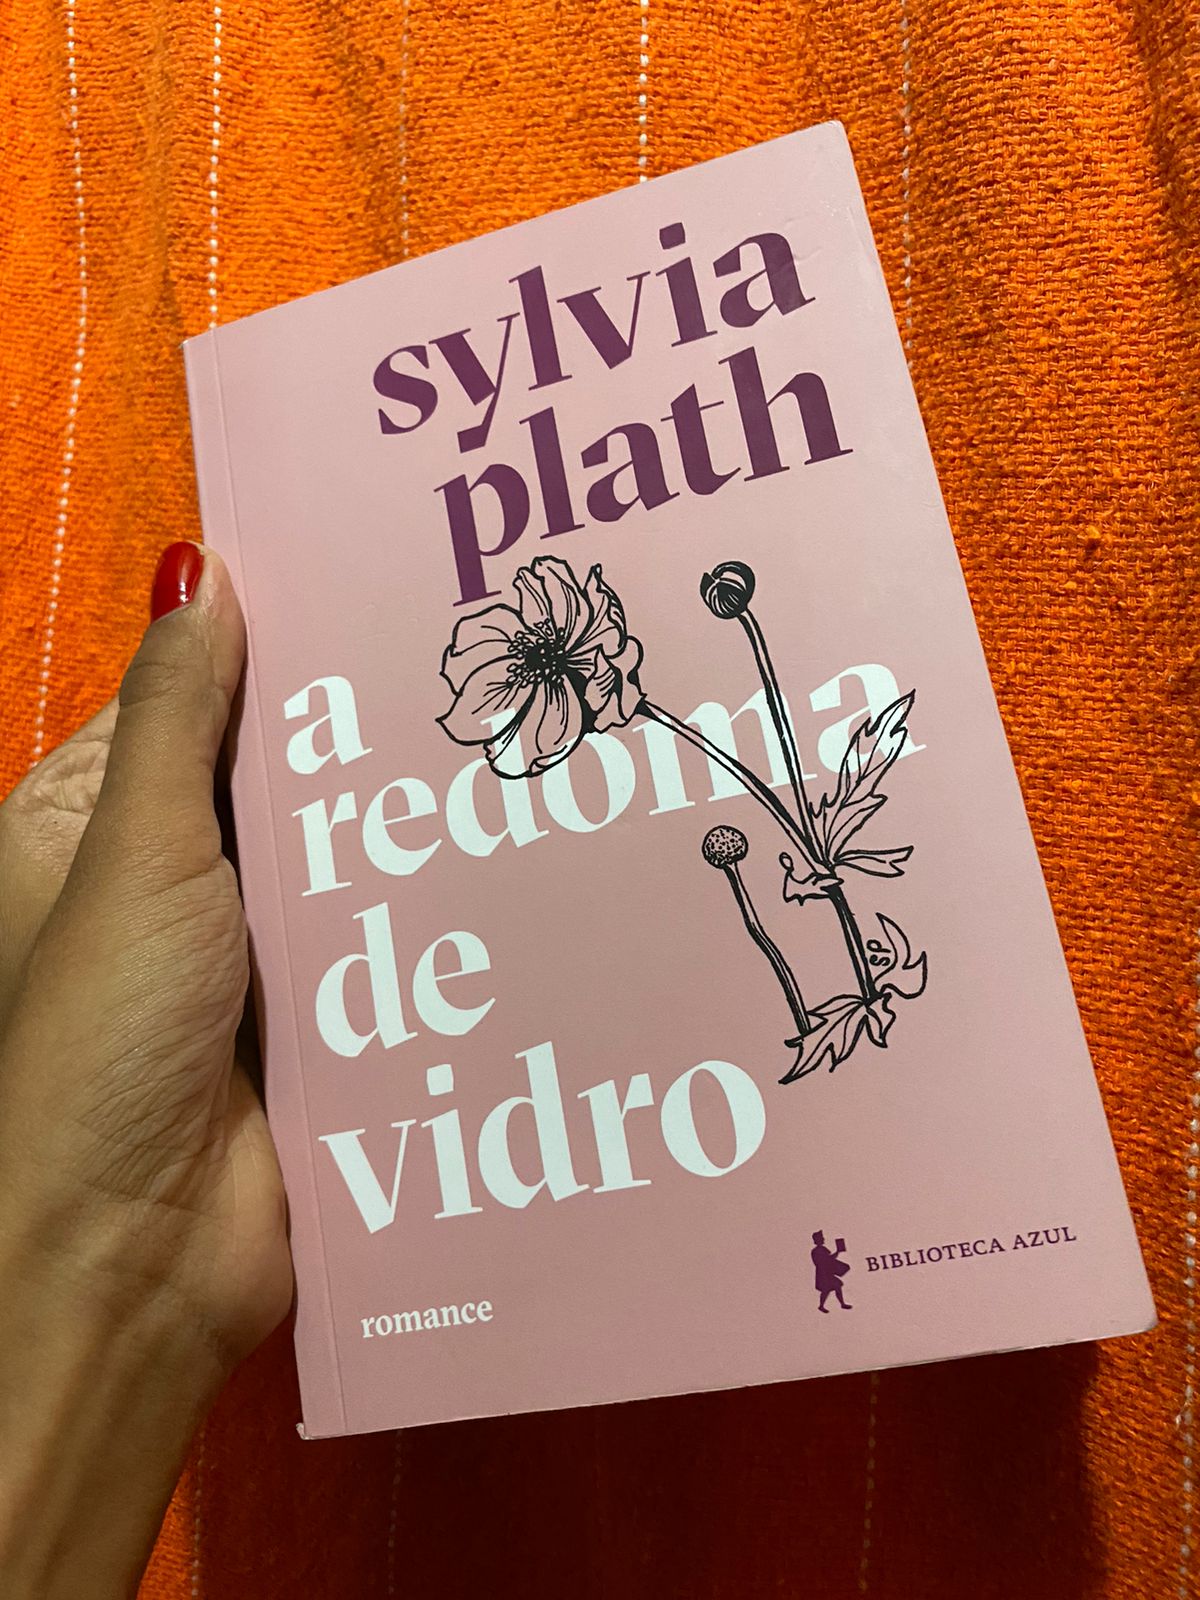 sylvia
plath
a
redoma
de
vidro
SP
romance
BIBLIOTECA AZUL